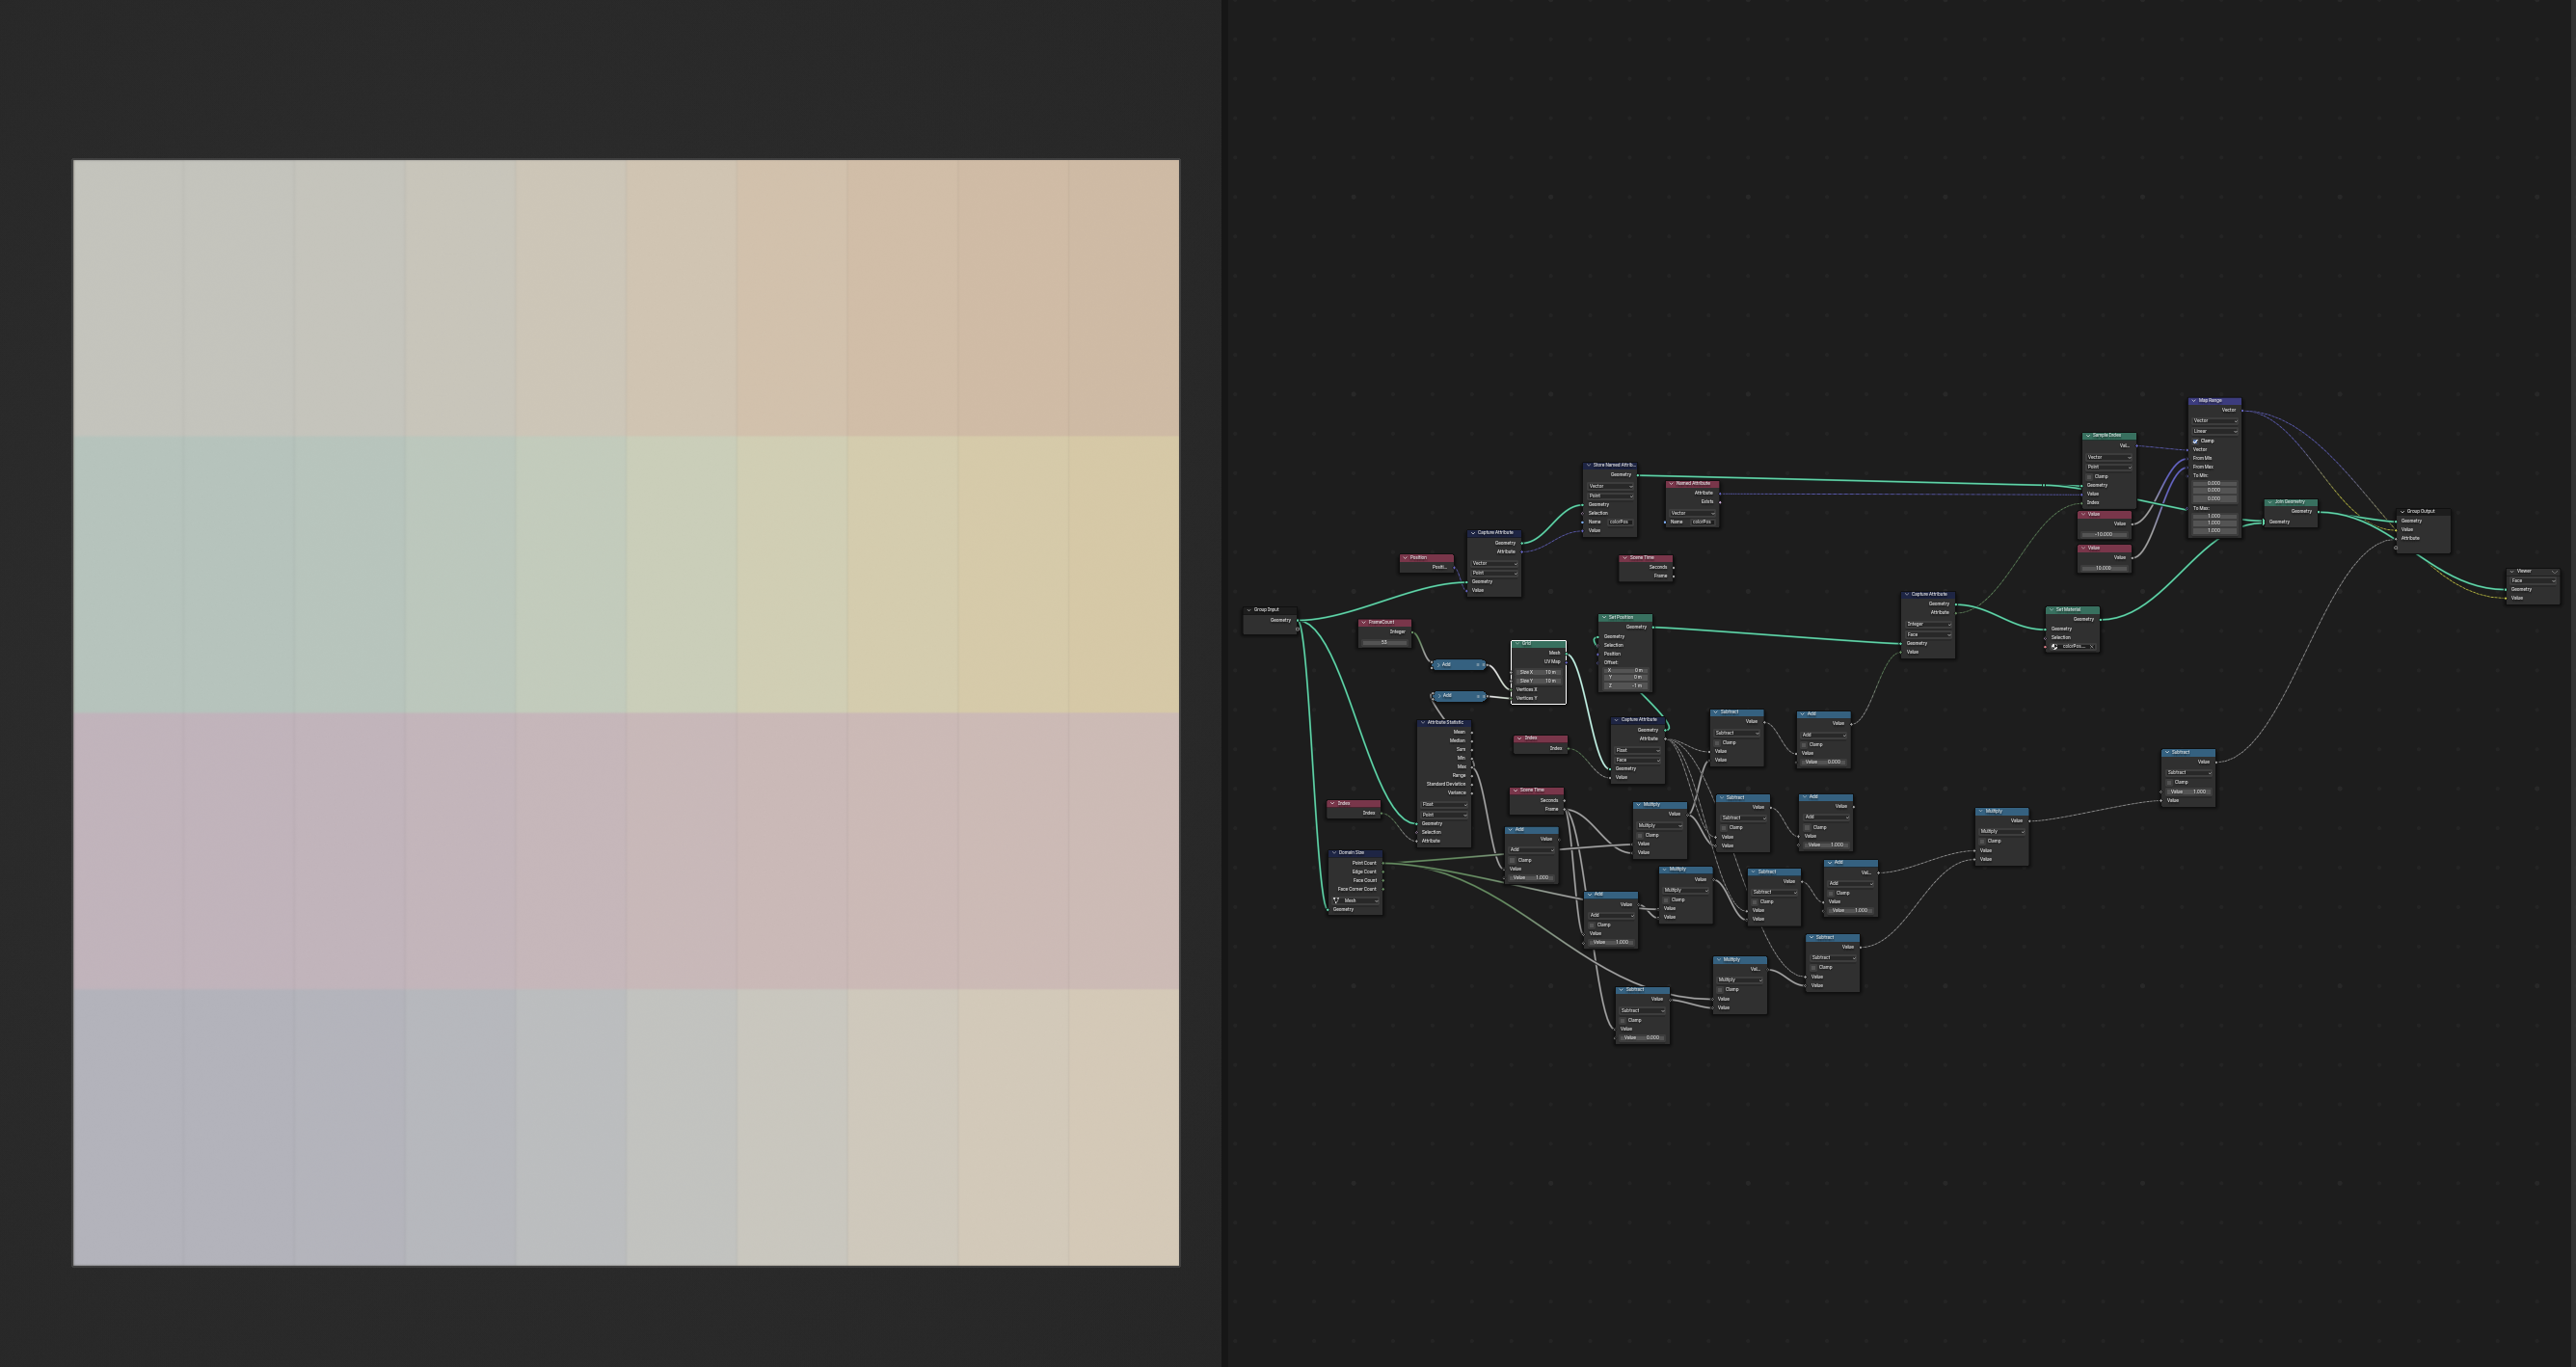 Group Input
Geometry
Position
Positi...
Capture Attribute
Geometry
Attribute
Vector
Point
Geometry
Value
Store Named Attrib...
Geometry
Vector
Point
Geometry
Selection
Name colorPos
Value
Named Attribute
Attribute
Exists
Vector
Name colorPos
Scene Time
Seconds
Frame
FrameCount
Integer
Add
Add
Grid
Mesh
UV Map
Size X 10 m
Size Y 10 m
Vertices X
Vertices Y
Set Position
Geometry
Geometry
Selection
Position
Offset:
X 0 m
Y 0 m
Z -1 m
Attribute Statistic
Mean
Median
Sum
Min
Max
Range
Standard Deviation
Variance
Float
Point
Geometry
Selection
Attribute
Index
Index
Domain Size
Point Count
Edge Count
Face Count
Face Corner Count
Mesh
Geometry
Index
Index
Capture Attribute
Geometry
Attribute
Float
Face
Geometry
Value
Scene Time
Seconds
Frame
Add
Value
Add
Clamp
Value
Value 1.000
Add
Value
Add
Clamp
Value
Value 1.000
Subtract
Value
Subtract
Clamp
Value
Value 0.000
Multiply
Value
Multiply
Clamp
Value
Value
Multiply
Value
Multiply
Clamp
Value
Value
Multiply
Val...
Multiply
Clamp
Value
Value
Subtract
Value
Subtract
Clamp
Value
Value
Subtract
Value
Subtract
Clamp
Value
Value
Subtract
Value
Subtract
Clamp
Value
Value
Subtract
Value
Subtract
Clamp
Value
Value
Add
Value
Add
Clamp
Value
Value 0.000
Add
Value
Add
Clamp
Value
Value 1.000
Add
Val...
Add
Clamp
Value
Value 1.000
Capture Attribute
Geometry
Attribute
Integer
Face
Geometry
Value
Multiply
Value
Multiply
Clamp
Value
Value
Set Material
Geometry
Geometry
Selection
colorPos...
Sample Index
Val...
Vector
Point
Clamp
Geometry
Value
Index
Value
Value
-10.000
Value
Value
10.000
Map Range
Vector
Vector
Linear
Clamp
Vector
From Min
From Max
To Min:
0.000
0.000
0.000
To Max:
1.000
1.000
1.000
Join Geometry
Geometry
Geometry
Subtract
Value
Subtract
Clamp
Value 1.000
Value
Group Output
Geometry
Value
Attribute
Viewer
Face
Geometry
Value